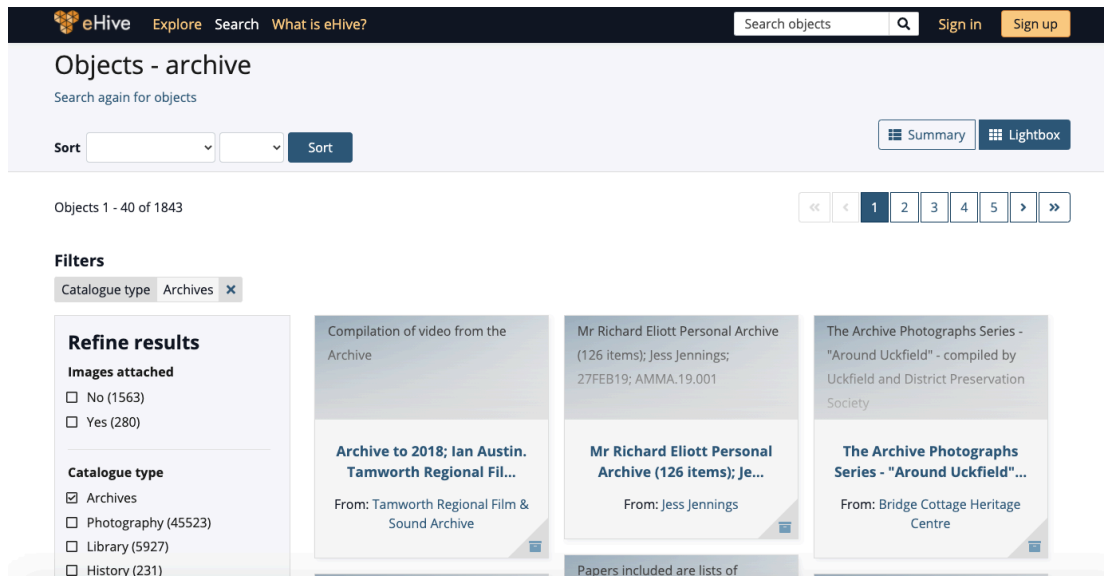 eHive Explore Search What is eHive? Search objects Sign in Sign up
Objects - archive
Search again for objects
Sort Sort Summary Lightbox
Objects 1 - 40 of 1843 « ‹ 1 2 3 4 5 › »
Filters
Catalogue type Archives ×
Refine results
Images attached
No (1563)
Yes (280)
Catalogue type
Archives
Photography (45523)
Library (5927)
History (231)
Compilation of video from the
Archive
Archive to 2018; Ian Austin.
Tamworth Regional Fil...
From: Tamworth Regional Film &
Sound Archive
Mr Richard Eliott Personal Archive
(126 items); Jess Jennings;
27FEB19; AMMA.19.001
Mr Richard Eliott Personal
Archive (126 items); Je...
From: Jess Jennings
Papers included are lists of
The Archive Photographs Series -
"Around Uckfield" - compiled by
Uckfield and District Preservation
Society
The Archive Photographs
Series - "Around Uckfield"...
From: Bridge Cottage Heritage
Centre